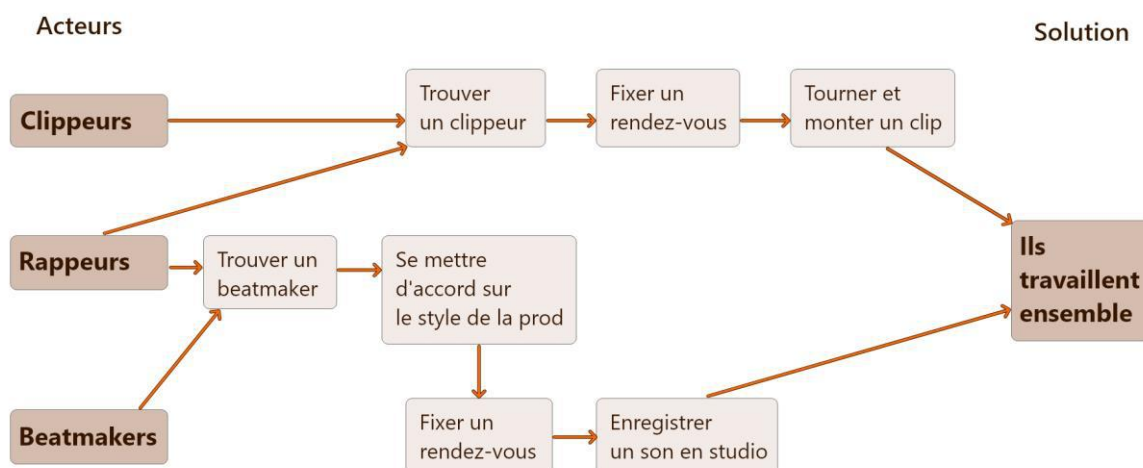 Acteurs
Solution
Clippeurs
Trouver
un clippeur
Fixer un
rendez-vous
Tourner et
monter un clip
Rappeurs
Trouver un
beatmaker
Se mettre
d'accord sur
le style de la prod
Ils
travaillent
ensemble
Beatmakers
Fixer un
rendez-vous
Enregistrer
un son en studio